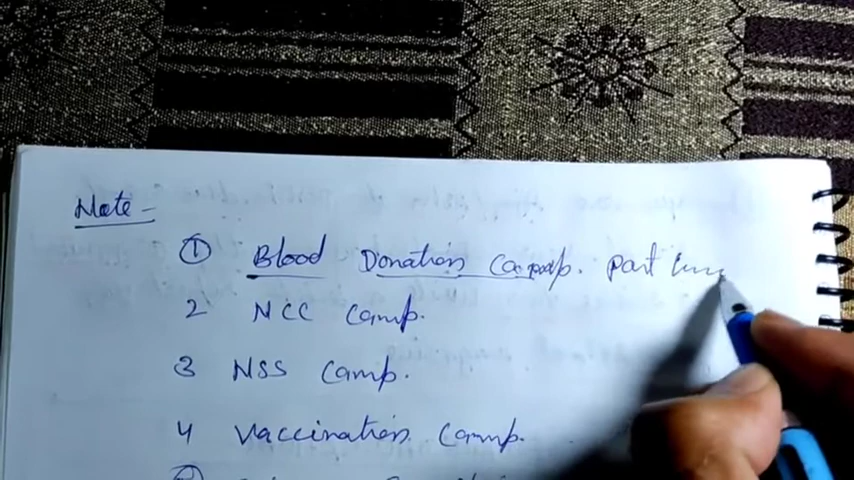 Note -
① Blood Donation Camp. part
2 NCC Camp.
3 NSS Camp.
4 Vaccination Camp.